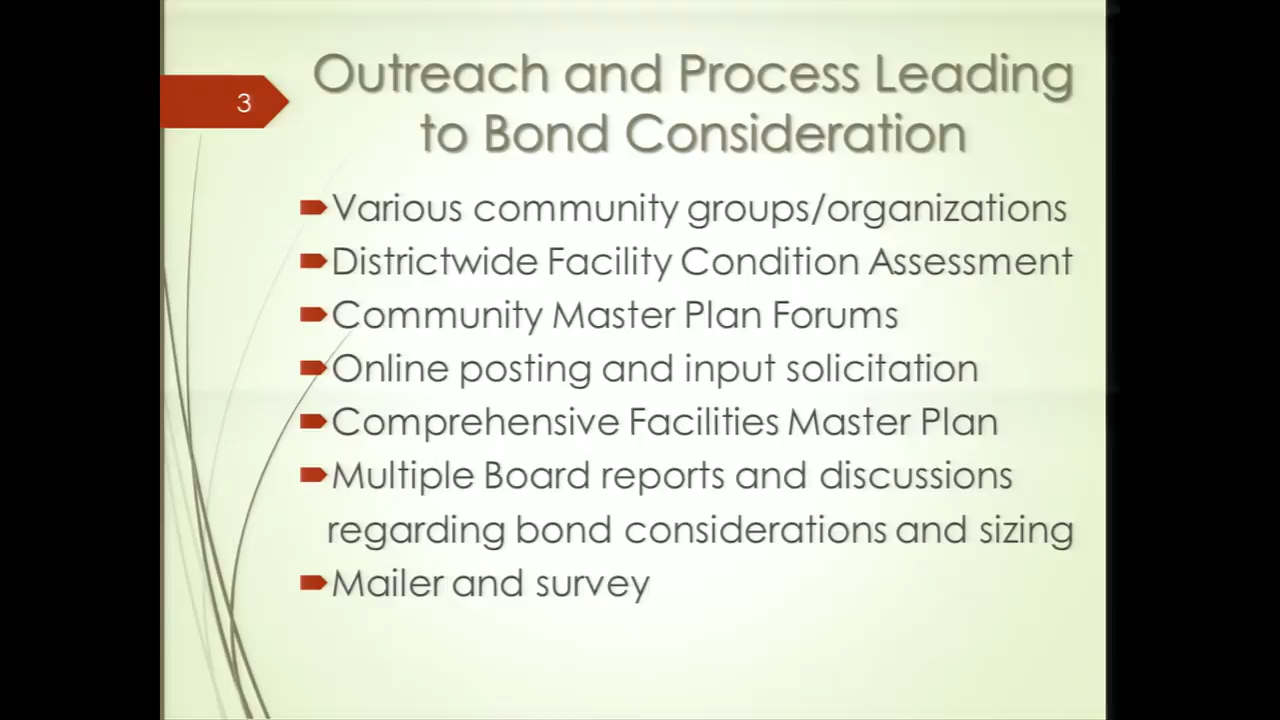 3
Outreach and Process Leading
to Bond Consideration
Various community groups/organizations
Districtwide Facility Condition Assessment
Community Master Plan Forums
Online posting and input solicitation
Comprehensive Facilities Master Plan
Multiple Board reports and discussions
regarding bond considerations and sizing
Mailer and survey